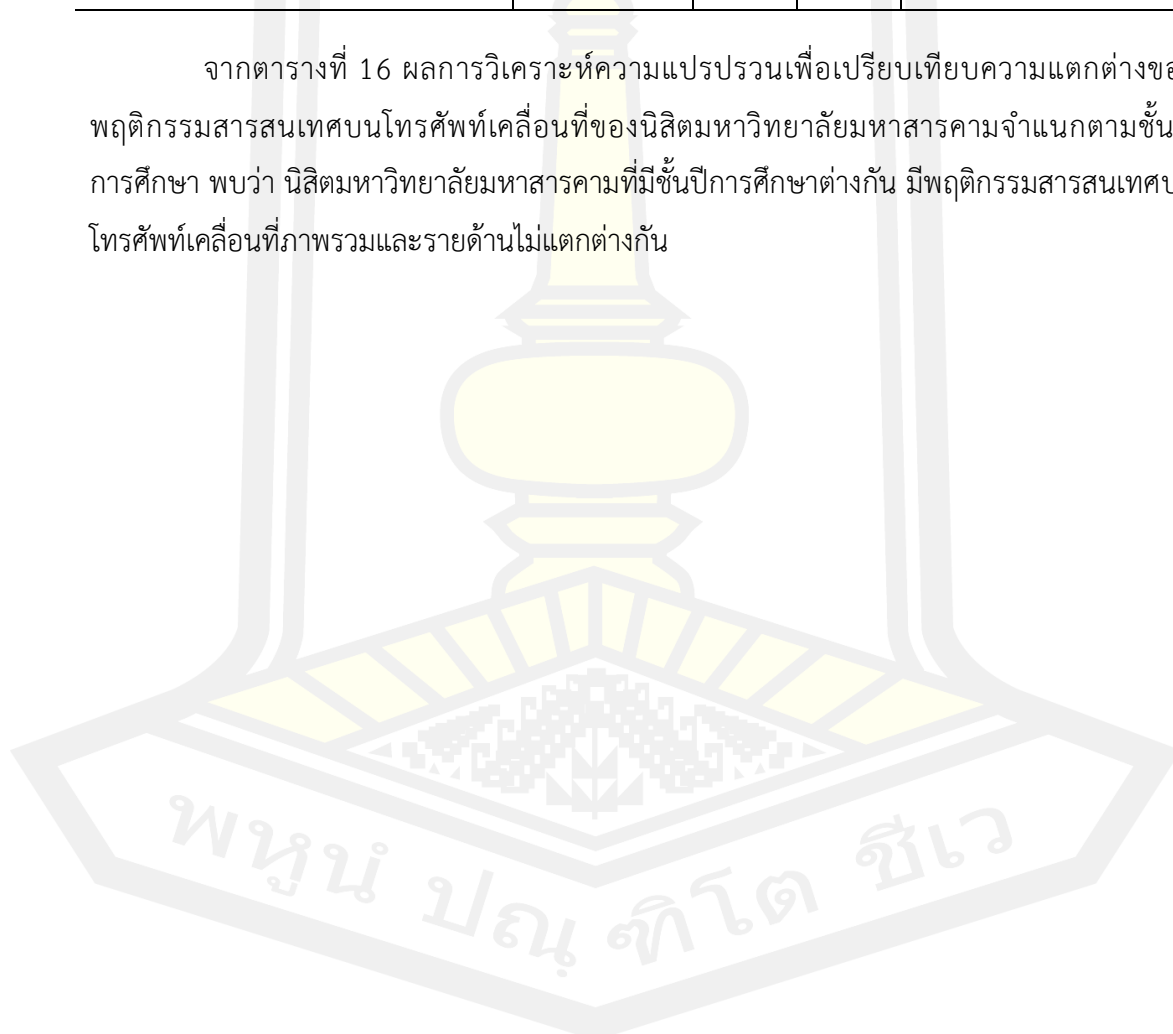 จากตารางที่ 16 ผลการวิเคราะห์ความแปรปรวนเพื่อเปรียบเทียบความแตกต่าง
พฤติกรรมสารสนเทศบนโทรศัพท์เคลื่อนที่ของนิสิตมหาวิทยาลัยมหาสารคามจำแนกตามชั้น
การศึกษา พบว่า นิสิตมหาวิทยาลัยมหาสารคามที่มีชั้นปีการศึกษาต่างกัน มีพฤติกรรมสารสนเทศ
โทรศัพท์เคลื่อนที่ภาพรวมและรายด้านไม่แตกต่างกัน
พหูนํ ปณฺฑิโต ชีเว